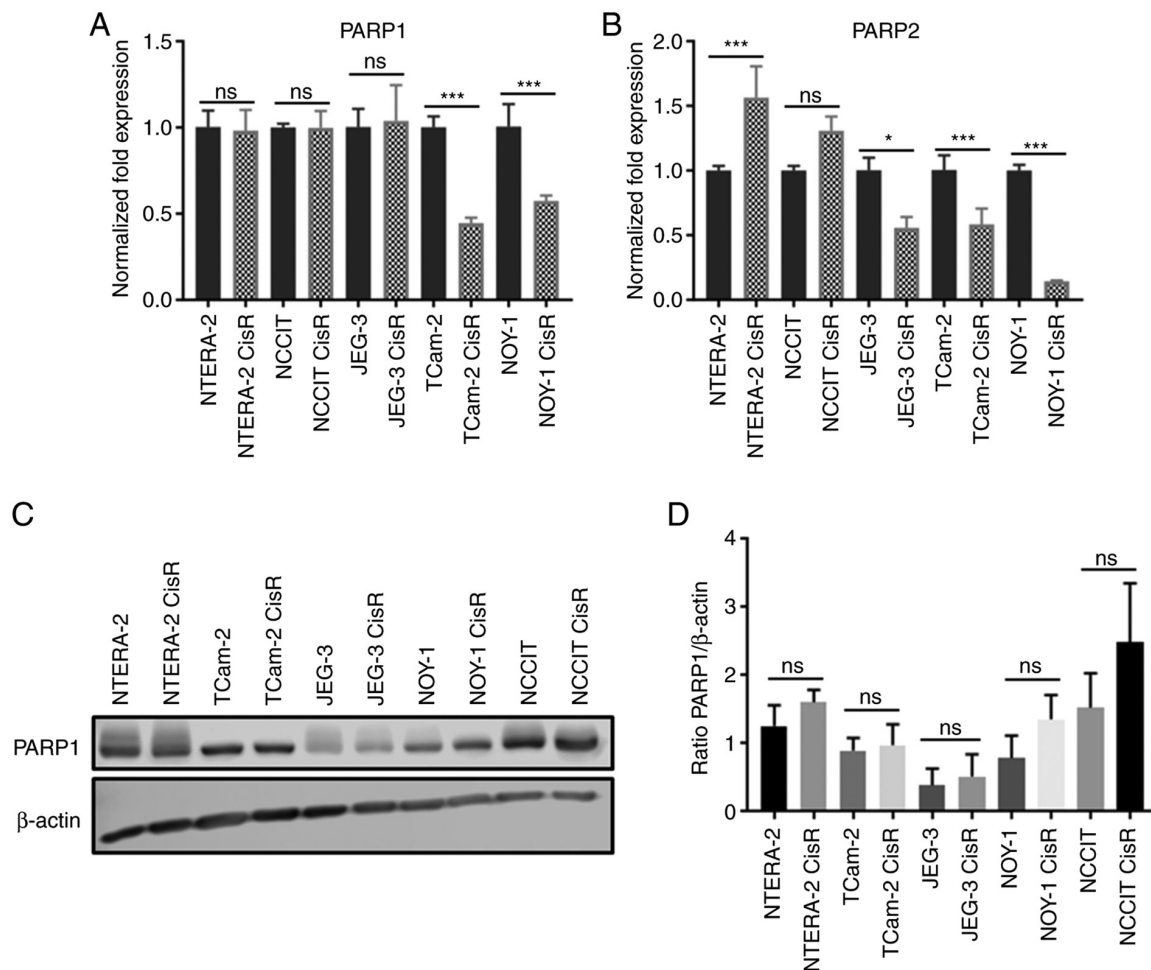 A
PARP1
Normalized fold expression
1.5
1.0
0.5
0.0
ns
ns
ns
***
***
NTERA-2
NTERA-2 CisR
NCCIT
NCCIT CisR
JEG-3
JEG-3 CisR
TCam-2
TCam-2 CisR
NOY-1
NOY-1 CisR
B
PARP2
Normalized fold expression
2.0
1.5
1.0
0.5
0.0
***
ns
*
***
***
NTERA-2
NTERA-2 CisR
NCCIT
NCCIT CisR
JEG-3
JEG-3 CisR
TCam-2
TCam-2 CisR
NOY-1
NOY-1 CisR
C
NTERA-2
NTERA-2 CisR
TCam-2
TCam-2 CisR
JEG-3
JEG-3 CisR
NOY-1
NOY-1 CisR
NCCIT
NCCIT CisR
PARP1
β-actin
D
Ratio PARP1/β-actin
4
3
2
1
0
ns
ns
ns
ns
ns
NTERA-2
NTERA-2 CisR
TCam-2
TCam-2 CisR
JEG-3
JEG-3 CisR
NOY-1
NOY-1 CisR
NCCIT
NCCIT CisR